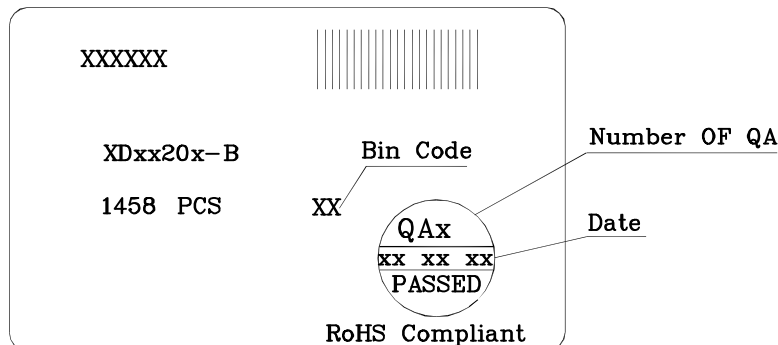 XXXXXX
XDxx20x-B
Bin Code
Number OF QA
1458 PCS
XX
QAx
Date
xx xx xx
PASSED
RoHS Compliant